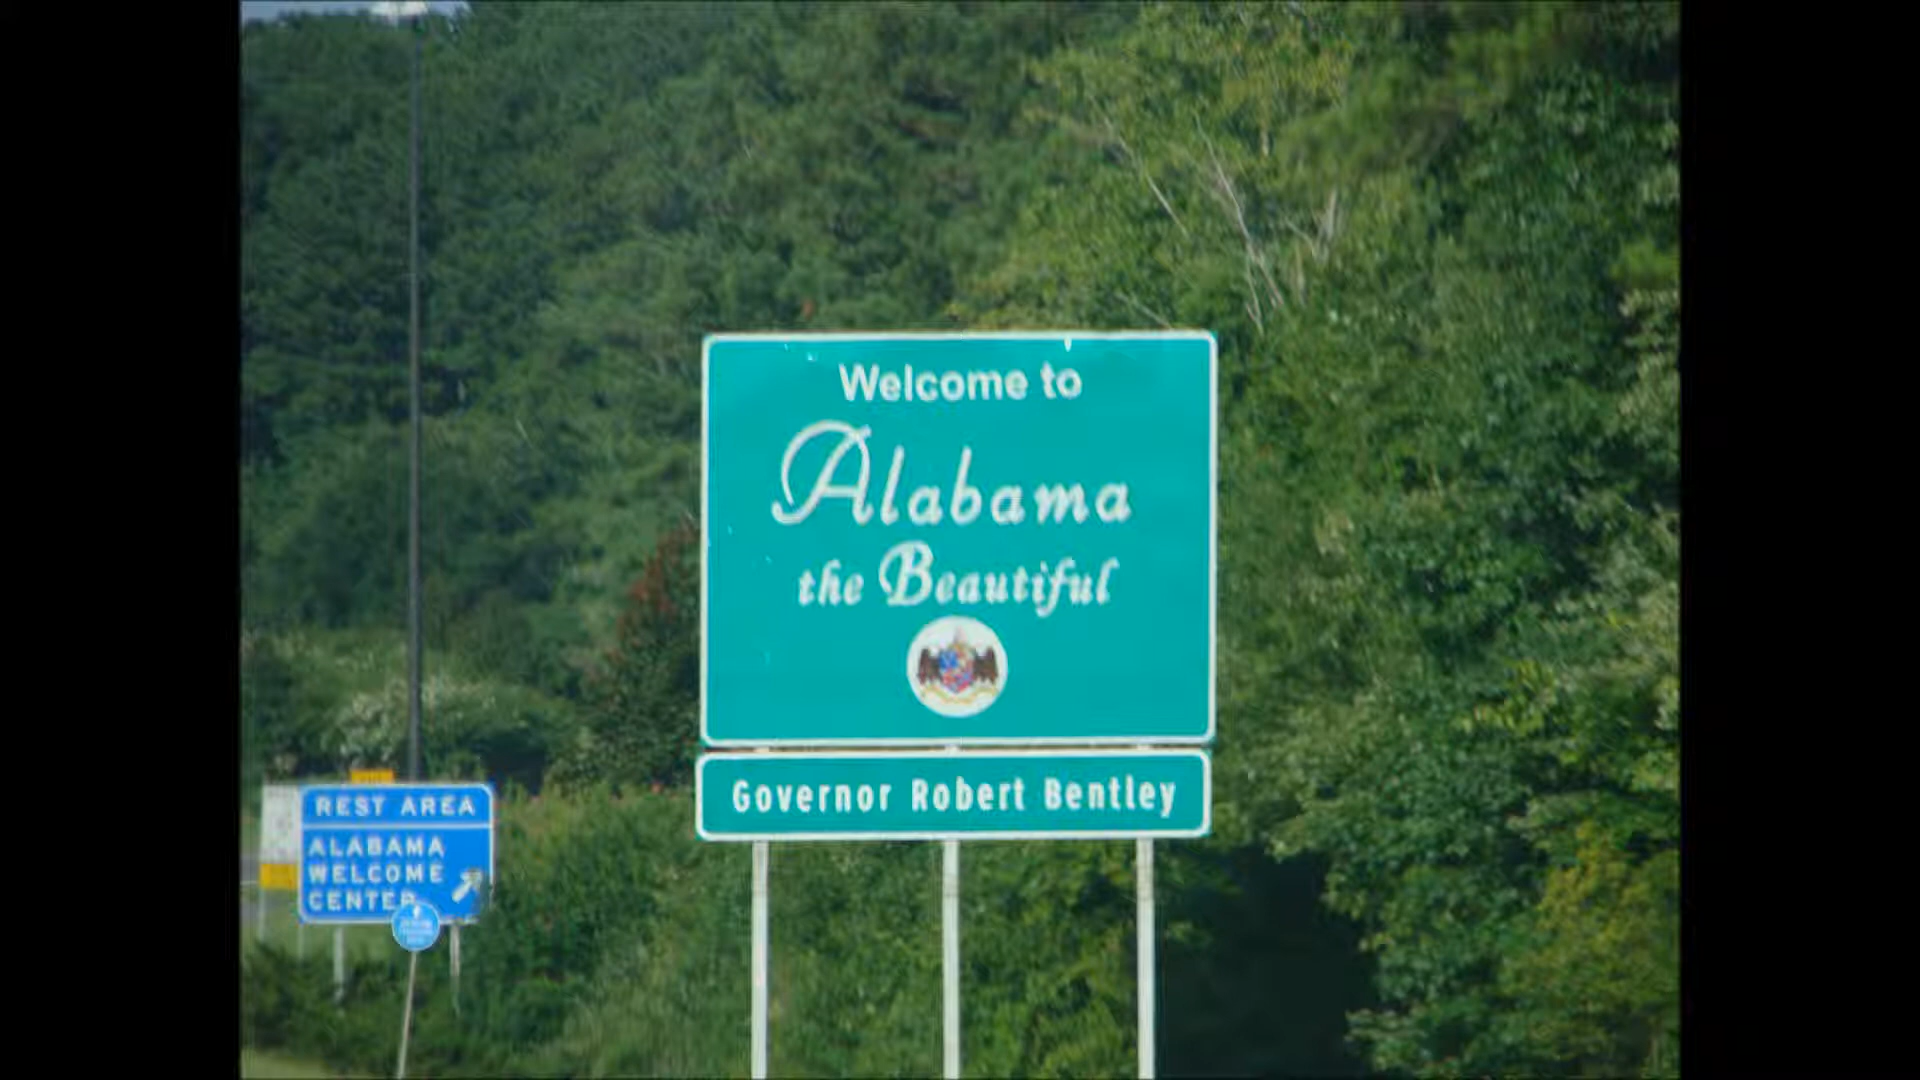 Welcome to
Alabama
the Beautiful
Governor Robert Bentley
REST AREA
ALABAMA
WELCOME
CENTER